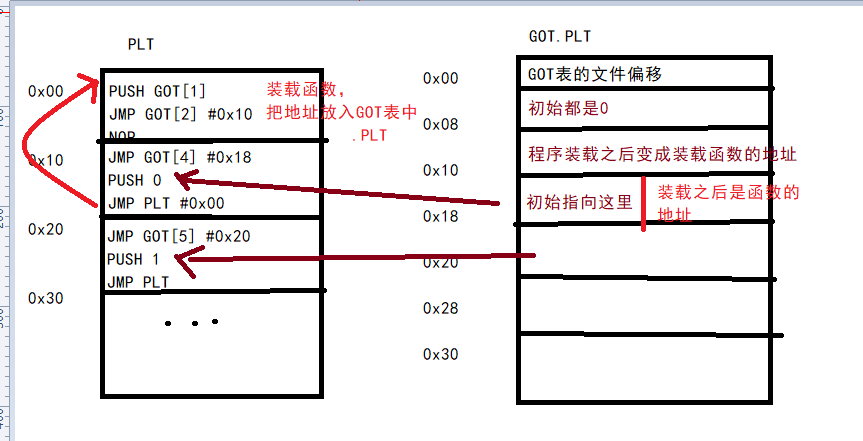 PLT
0x00
PUSH GOT[1]
JMP GOT[2] #0x10
NOP
装载函数，
把地址放入GOT表中
.PLT
0x10
JMP GOT[4] #0x18
PUSH 0
JMP PLT #0x00
0x20
JMP GOT[5] #0x20
PUSH 1
JMP PLT
0x30
...
GOT.PLT
0x00
GOT表的文件偏移
0x08
初始都是0
0x10
程序装载之后变成装载函数的地址
0x18
初始指向这里
装载之后是函数的
地址
0x20
0x28
0x30